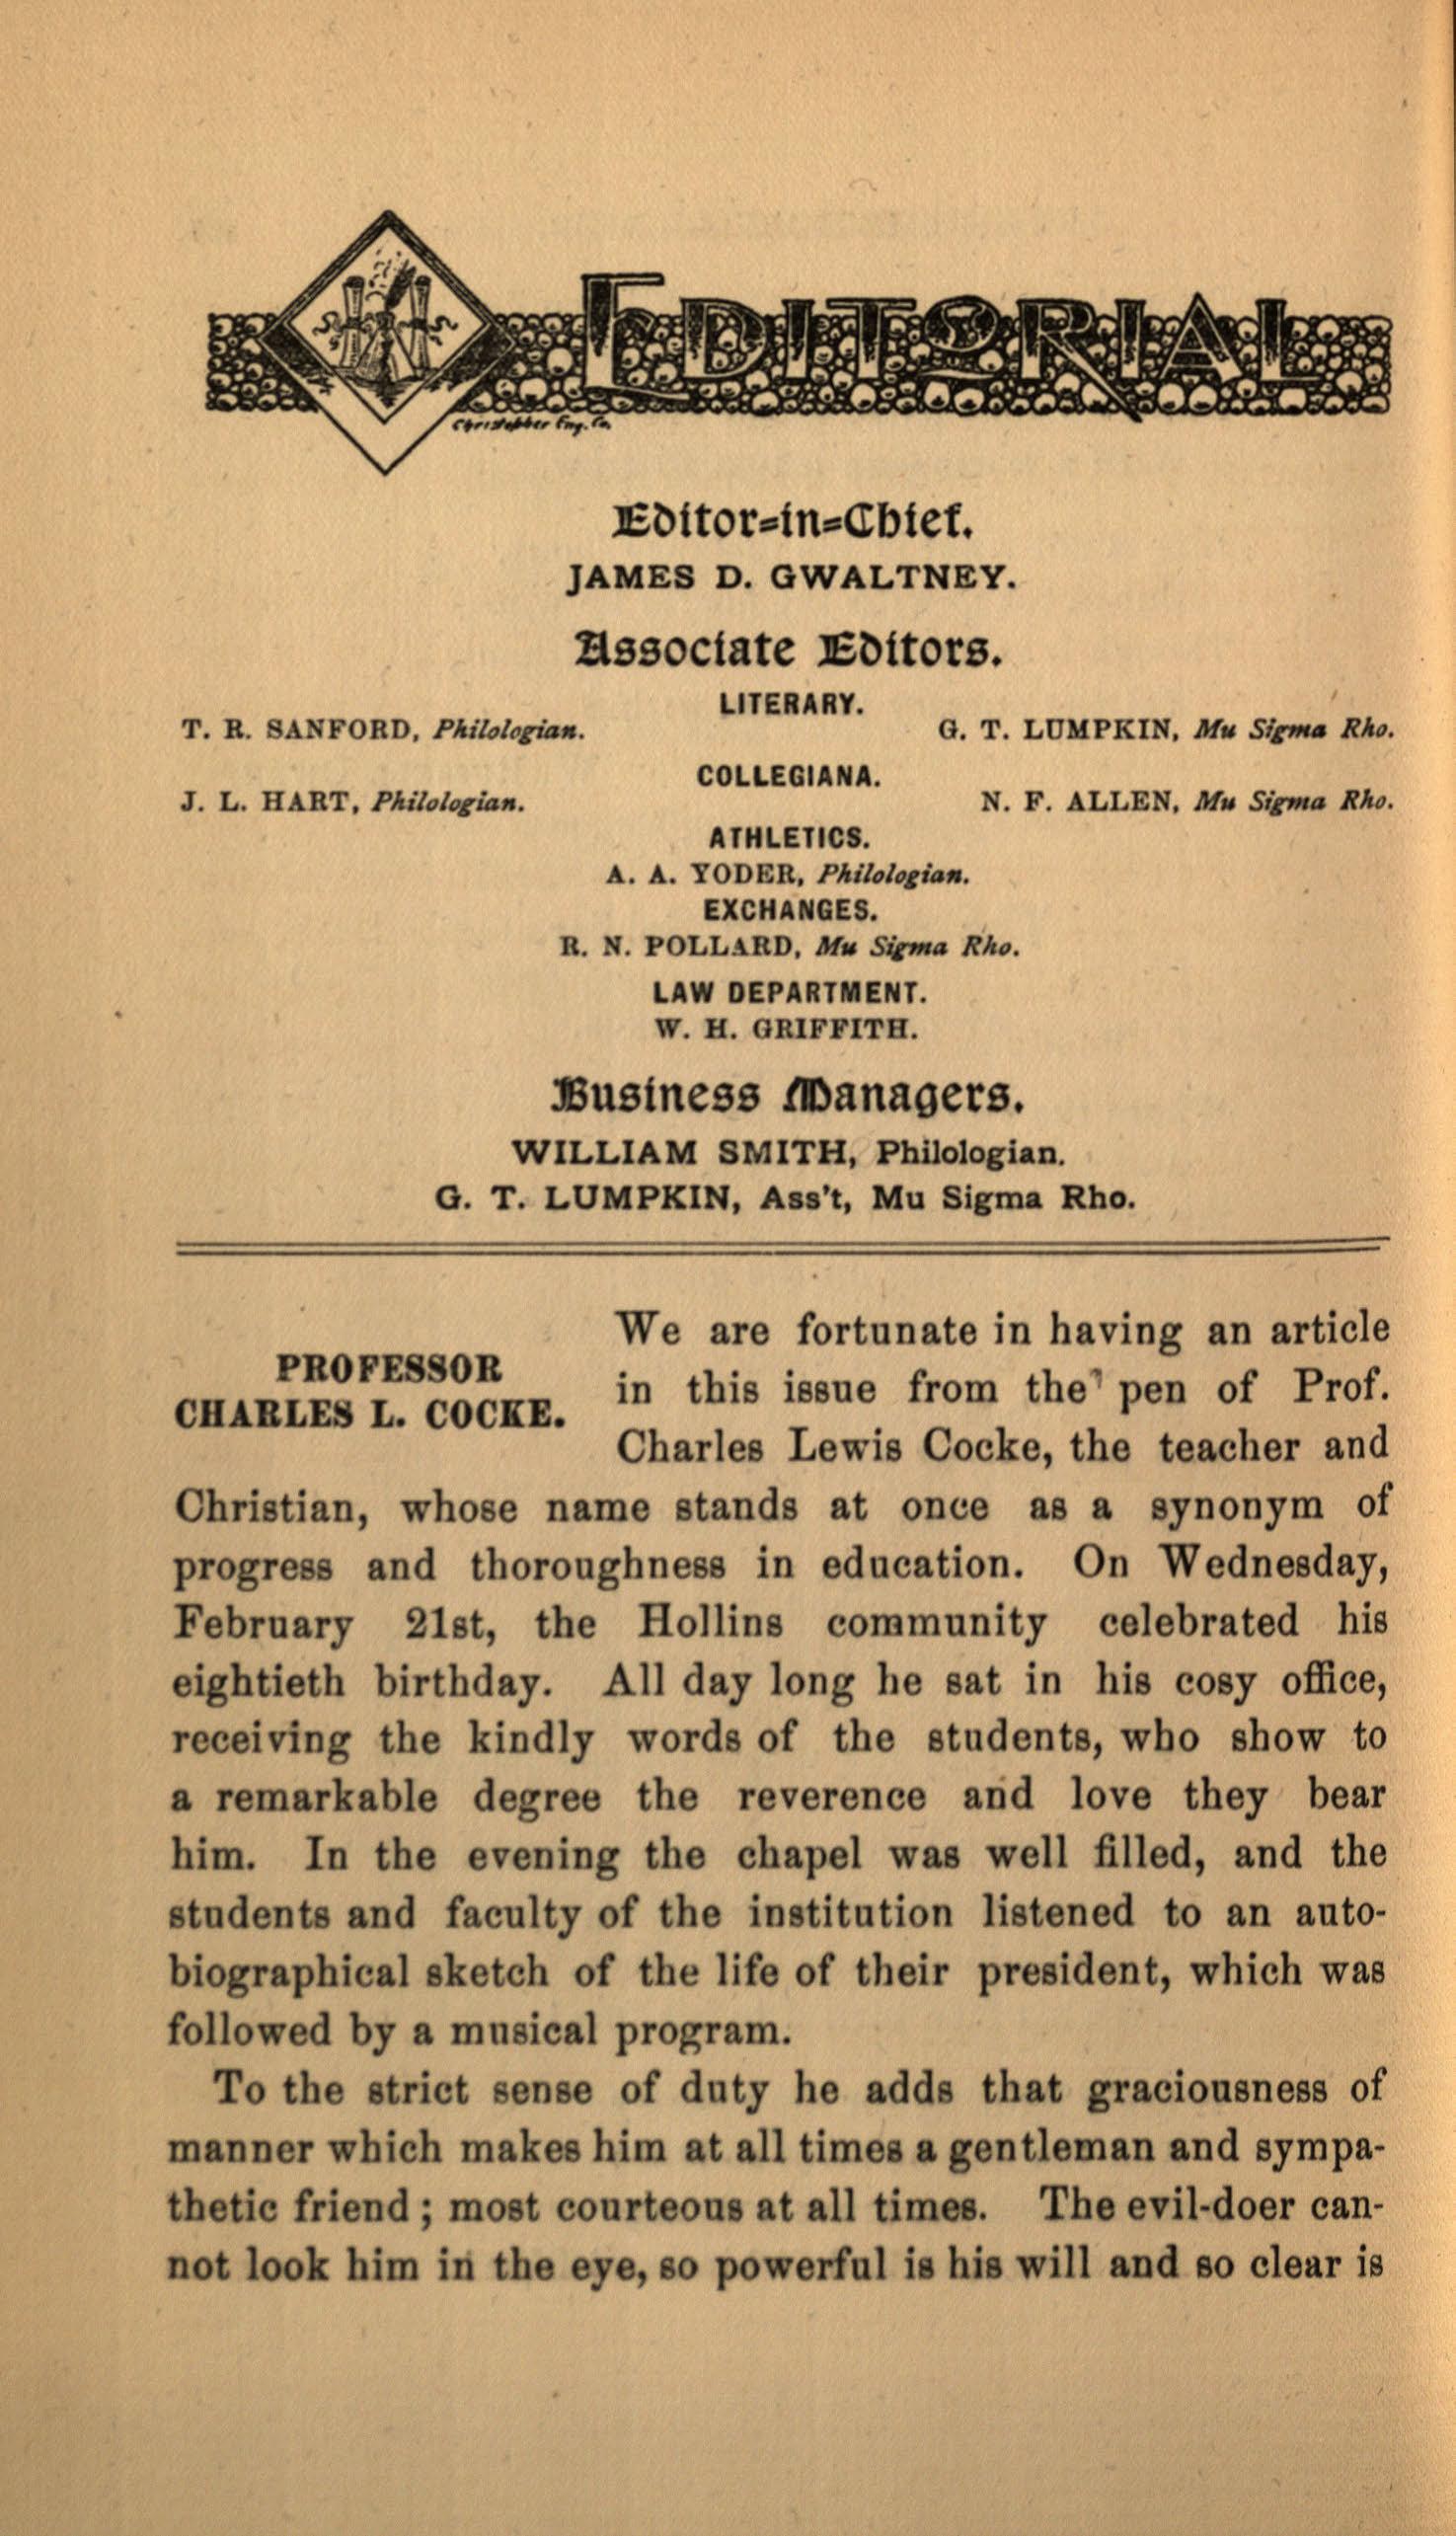 EDITORIAL
Christopher Eng. Co.
Editor-in-Chief.
JAMES D. GWALTNEY.
Associate Editors.
LITERARY.
T. R. SANFORD, Philologian. G. T. LUMPKIN, Mu Sigma Rho.
COLLEGIANA.
J. L. HART, Philologian. N. F. ALLEN, Mu Sigma Rho.
ATHLETICS.
A. A. YODER, Philologian.
EXCHANGES.
R. N. POLLARD, Mu Sigma Rho.
LAW DEPARTMENT.
W. H. GRIFFITH.
Business Managers.
WILLIAM SMITH, Philologian.
G. T. LUMPKIN, Ass't, Mu Sigma Rho.
PROFESSOR
CHARLES L. COCKE.
We are fortunate in having an article
in this issue from the pen of Prof.
Charles Lewis Cocke, the teacher and
Christian, whose name stands at once as a synonym of
progress and thoroughness in education. On Wednesday,
February 21st, the Hollins community celebrated his
eightieth birthday. All day long he sat in his cosy office,
receiving the kindly words of the students, who show to
a remarkable degree the reverence and love they bear
him. In the evening the chapel was well filled, and the
students and faculty of the institution listened to an auto-
biographical sketch of the life of their president, which was
followed by a musical program.
To the strict sense of duty he adds that graciousness of
manner which makes him at all times a gentleman and sympa-
thetic friend; most courteous at all times. The evil-doer can-
not look him in the eye, so powerful is his will and so clear is